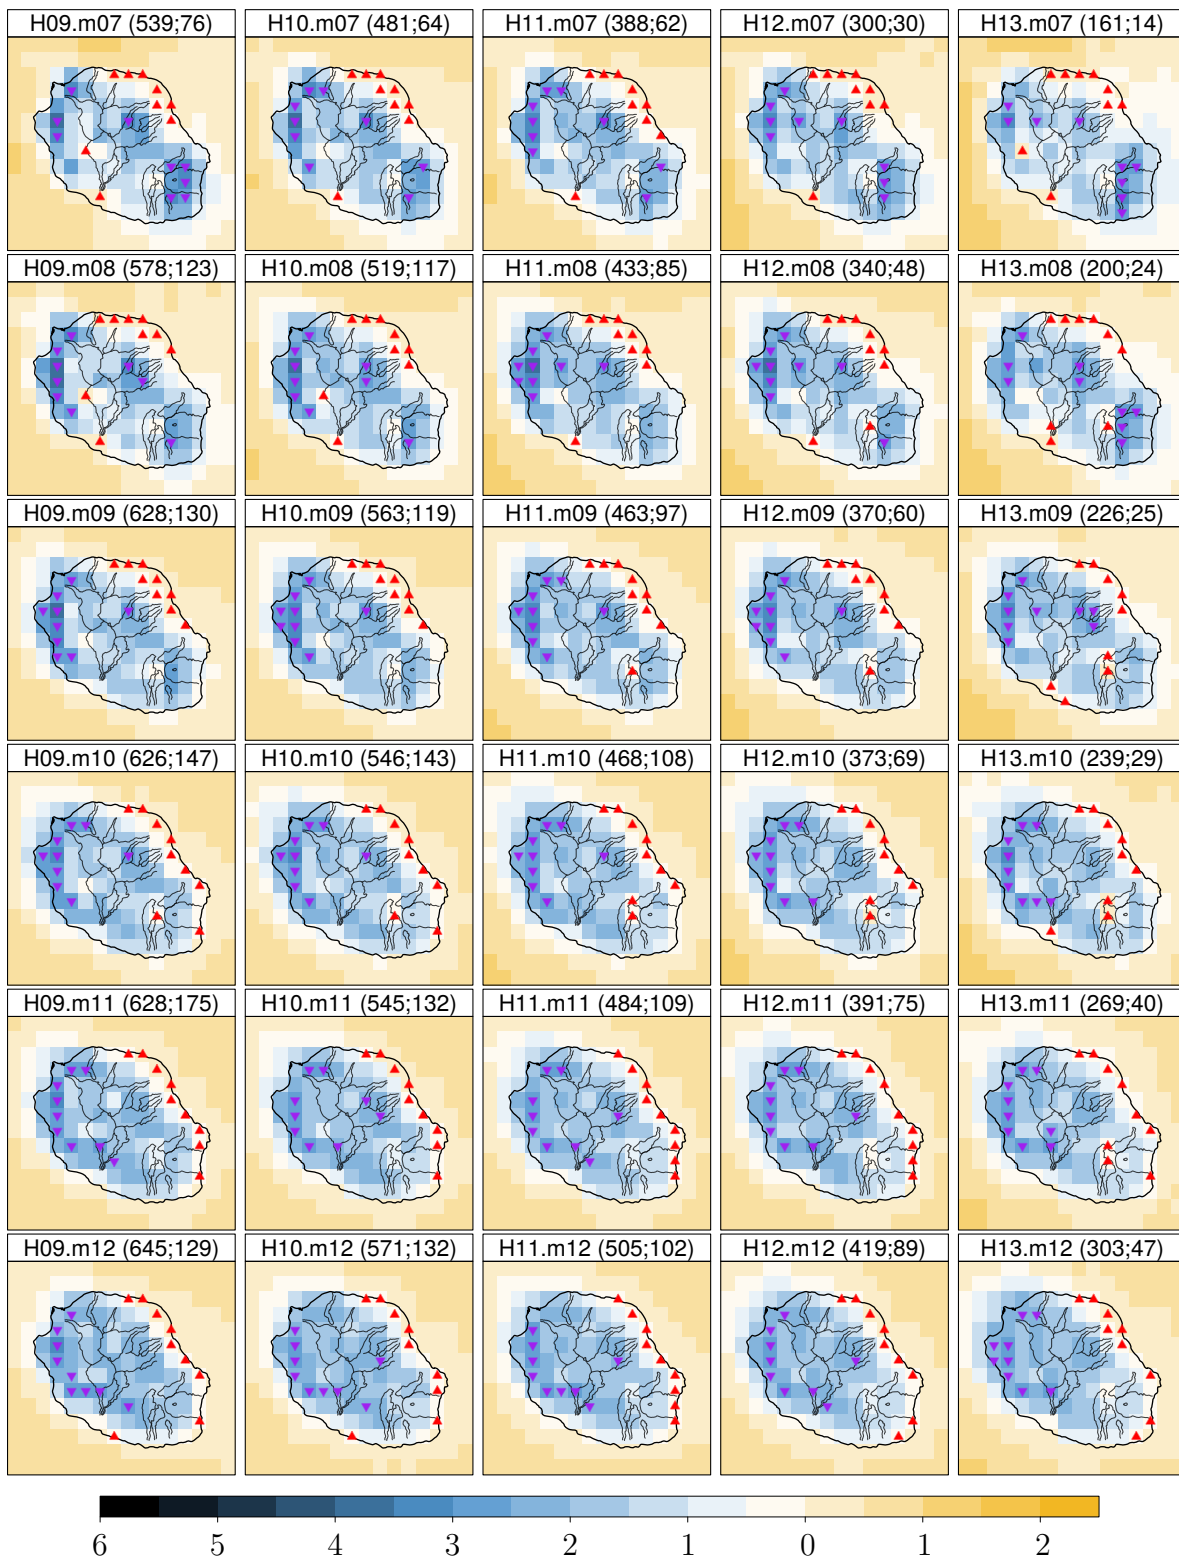 H09.m07 (539;76) H10.m07 (481;64) H11.m07 (388;62) H12.m07 (300;30) H13.m07 (161;14)
H09.m08 (578;123) H10.m08 (519;117) H11.m08 (433;85) H12.m08 (340;48) H13.m08 (200;24)
H09.m09 (628;130) H10.m09 (563;119) H11.m09 (463;97) H12.m09 (370;60) H13.m09 (226;25)
H09.m10 (626;147) H10.m10 (546;143) H11.m10 (468;108) H12.m10 (373;69) H13.m10 (239;29)
H09.m11 (628;175) H10.m11 (545;132) H11.m11 (484;109) H12.m11 (391;75) H13.m11 (269;40)
H09.m12 (645;129) H10.m12 (571;132) H11.m12 (505;102) H12.m12 (419;89) H13.m12 (303;47)
6 5 4 3 2 1 0 1 2